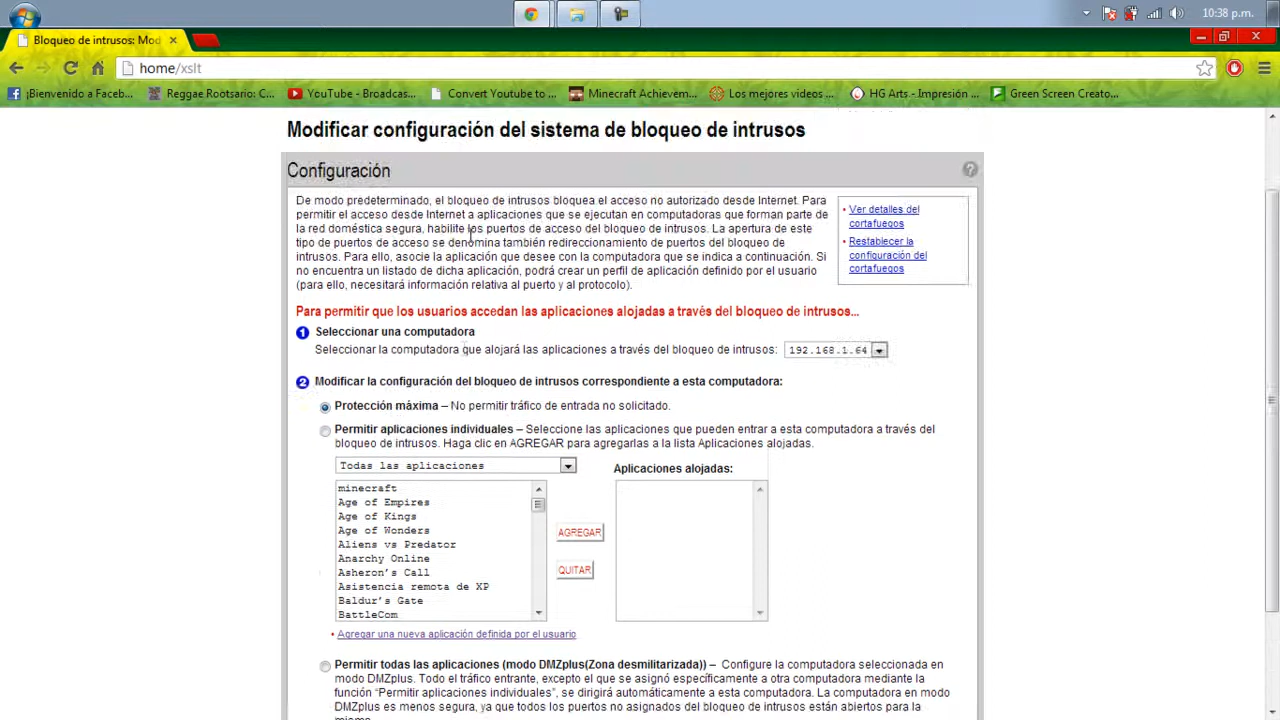 10:38 p.m.
Bloqueo de intrusos: Mod
home/xslt
¡Bienvenido a Faceb...
Reggae Rootsario: C...
YouTube - Broadcas...
Convert Youtube to ...
Minecraft Achievem...
Los mejores videos ...
HG Arts - Impresión ...
Green Screen Creato...
Modificar configuración del sistema de bloqueo de intrusos
Configuración
De modo predeterminado, el bloqueo de intrusos bloquea el acceso no autorizado desde Internet. Para
permitir el acceso desde Internet a aplicaciones que se ejecutan en computadoras que forman parte de
la red doméstica segura, habilite los puertos de acceso del bloqueo de intrusos. La apertura de este
tipo de puertos de acceso se denomina también redireccionamiento de puertos del bloqueo de
intrusos. Para ello, asocie la aplicación que desee con la computadora que se indica a continuación. Si
no encuentra un listado de dicha aplicación, podrá crear un perfil de aplicación definido por el usuario
(para ello, necesitará información relativa al puerto y al protocolo).
Ver detalles del
cortafuegos
Restablecer la
configuración del
cortafuegos
Para permitir que los usuarios accedan las aplicaciones alojadas a través del bloqueo de intrusos...
1 Seleccionar una computadora
Seleccionar la computadora que alojará las aplicaciones a través del bloqueo de intrusos: 192.168.1.64
2 Modificar la configuración del bloqueo de intrusos correspondiente a esta computadora:
Protección máxima – No permitir tráfico de entrada no solicitado.
Permitir aplicaciones individuales – Seleccione las aplicaciones que pueden entrar a esta computadora a través del
bloqueo de intrusos. Haga clic en AGREGAR para agregarlas a la lista Aplicaciones alojadas.
Todas las aplicaciones
Aplicaciones alojadas:
minecraft
Age of Empires
Age of Kings
Age of Wonders
Aliens vs Predator
Anarchy Online
Asheron's Call
Asistencia remota de XP
Baldur's Gate
BattleCom
AGREGAR
QUITAR
Agregar una nueva aplicación definida por el usuario
Permitir todas las aplicaciones (modo DMZplus(Zona desmilitarizada)) – Configure la computadora seleccionada en
modo DMZplus. Todo el tráfico entrante, excepto el que se asignó específicamente a otra computadora mediante la
función “Permitir aplicaciones individuales”, se dirigirá automáticamente a esta computadora. La computadora en modo
DMZplus es menos segura, ya que todos los puertos no asignados del bloqueo de intrusos están abiertos para la
misma.